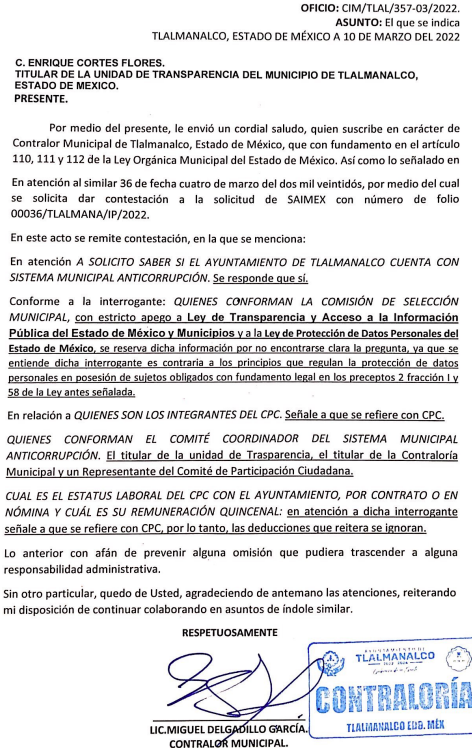 OFICIO: CIM/TLAL/357-03/2022.
ASUNTO: El que se indica
TLALMANALCO, ESTADO DE MÉXICO A 10 DE MARZO DEL 2022
C. ENRIQUE CORTES FLORES.
TITULAR DE LA UNIDAD DE TRANSPARENCIA DEL MUNICIPIO DE TLALMANALCO,
ESTADO DE MEXICO.
PRESENTE.
Por medio del presente, le envió un cordial saludo, quien suscribe en carácter de
Contralor Municipal de Tlalmanalco, Estado de México, que con fundamento en el artículo
110, 111 y 112 de la Ley Orgánica Municipal del Estado de México. Así como lo señalado en
En atención al similar 36 de fecha cuatro de marzo del dos mil veintidós, por medio del cual
se solicita dar contestación a la solicitud de SAIMEX con número de folio
00036/TLALMANA/IP/2022.
En este acto se remite contestación, en la que se menciona:
En atención A SOLICITO SABER SI EL AYUNTAMIENTO DE TLALMANALCO CUENTA CON
SISTEMA MUNICIPAL ANTICORRUPCIÓN. Se responde que sí.
Conforme a la interrogante: QUIENES CONFORMAN LA COMISIÓN DE SELECCIÓN
MUNICIPAL, con estricto apego a Ley de Transparencia y Acceso a la Información
Pública del Estado de México y Municipios y a la Ley de Protección de Datos Personales del
Estado de México, se reserva dicha información por no encontrarse clara la pregunta, ya que se
entiende dicha interrogante es contraria a los principios que regulan la protección de datos
personales en posesión de sujetos obligados con fundamento legal en los preceptos 2 fracción I y
58 de la Ley antes señalada.
En relación a QUIENES SON LOS INTEGRANTES DEL CPC. Señale a que se refiere con CPC.
QUIENES CONFORMAN EL COMITÉ COORDINADOR DEL SISTEMA MUNICIPAL
ANTICORRUPCIÓN. El titular de la unidad de Trasparencia, el titular de la Contraloría
Municipal y un Representante del Comité de Participación Ciudadana.
CUAL ES EL ESTATUS LABORAL DEL CPC CON EL AYUNTAMIENTO, POR CONTRATO O EN
NÓMINA Y CUÁL ES SU REMUNERACIÓN QUINCENAL: en atención a dicha interrogante
señale a que se refiere con CPC, por lo tanto, las deducciones que reitera se ignoran.
Lo anterior con afán de prevenir alguna omisión que pudiera trascender a alguna
responsabilidad administrativa.
Sin otro particular, quedo de Usted, agradeciendo de antemano las atenciones, reiterando
mi disposición de continuar colaborando en asuntos de índole similar.
RESPETUOSAMENTE
AYUNTAMIENTO DE
TLALMANALCO
CONTRALORÍA
TLALMANALCO EDO. MÉX
LIC.MIGUEL DELGADILLO GARCÍA.
CONTRALOR MUNICIPAL.